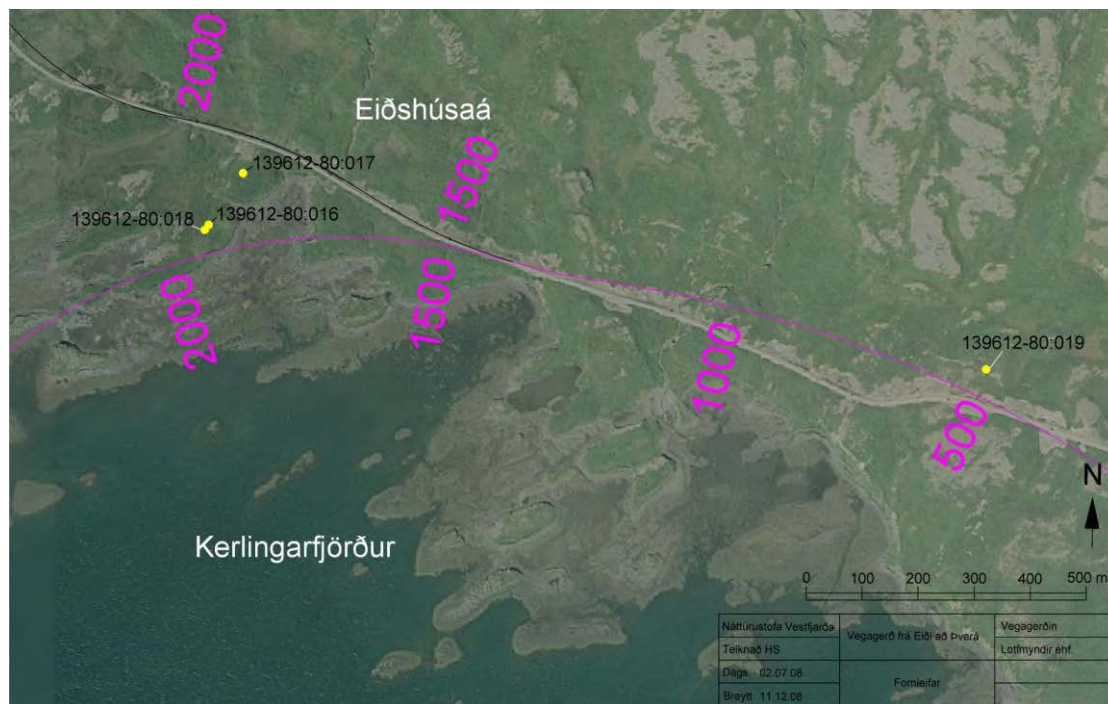 2000
Eiðshúsaá
139612-80:017
1500
139612-80:018
139612-80:016
2000
1500
1000
139612-80:019
500
N
Kerlingarfjörður
0 100 200 300 400 500 m
Náttúrustofa Vestfjarða
Vegagerð frá Eiði að Þverá
Vegagerðin
Teiknað HS
Loftmyndir ehf.
Dags 02.07.08
Fornleifar
Breytt 11.12.08